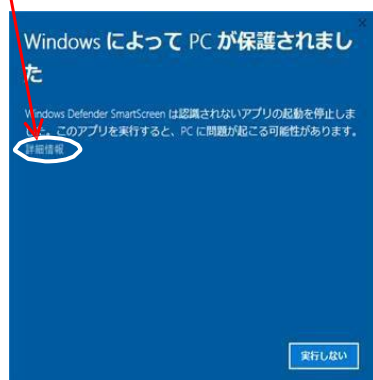 Windows によって PC が保護されまし
た
Windows Defender SmartScreen は認識されないアプリの起動を停止しま
した。このアプリを実行すると、PC に問題が起こる可能性があります。
詳細情報
実行しない